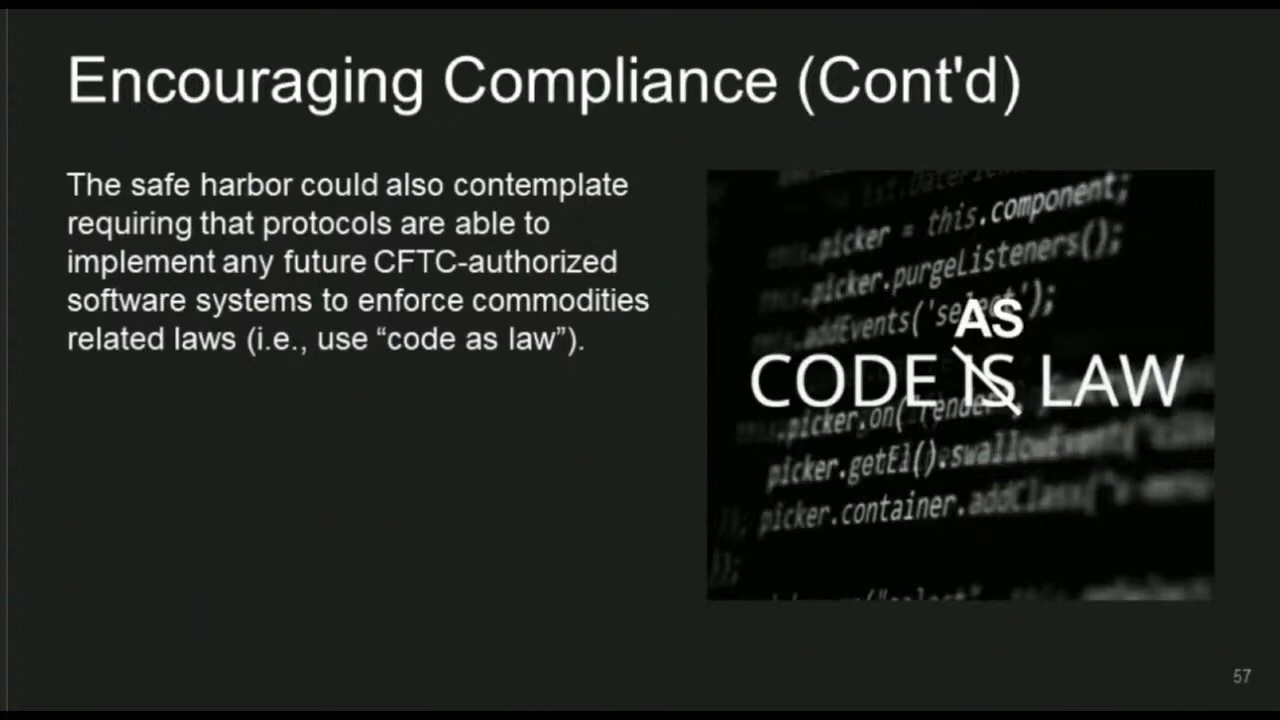 Encouraging Compliance (Cont'd)
The safe harbor could also contemplate
requiring that protocols are able to
implement any future CFTC-authorized
software systems to enforce commodities
related laws (i.e., use “code as law”).
.picker = this.component;
.picker.purgeListeners();
.addEvents('select');
AS
CODE IS LAW
.picker.on('render',
picker.getEl().swallowEvent(
picker.container.addClass(
});
57